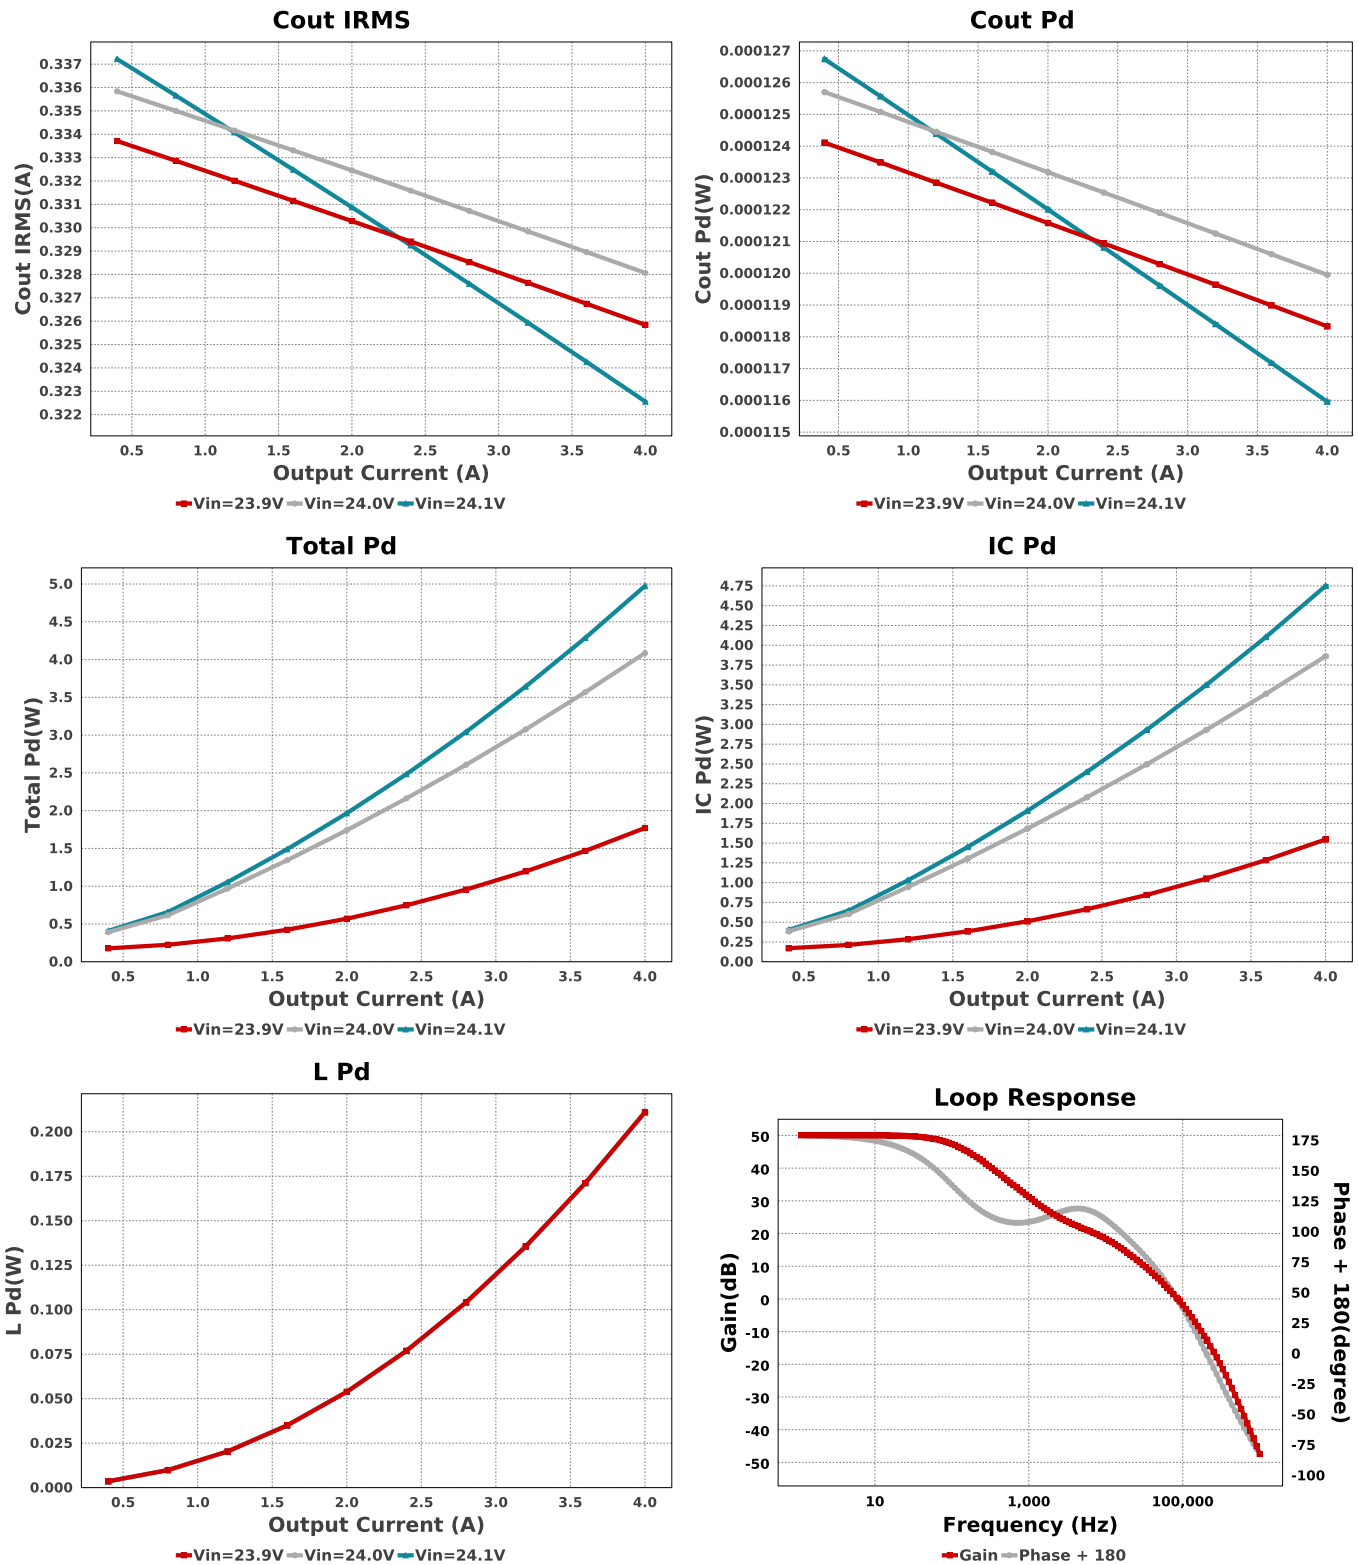 Cout IRMS
Cout IRMS(A)
0.337
0.336
0.335
0.334
0.333
0.332
0.331
0.330
0.329
0.328
0.327
0.326
0.325
0.324
0.323
0.322
0.5 1.0 1.5 2.0 2.5 3.0 3.5 4.0
Output Current (A)
Vin=23.9V Vin=24.0V Vin=24.1V
Cout Pd
Cout Pd(W)
0.000127
0.000126
0.000125
0.000124
0.000123
0.000122
0.000121
0.000120
0.000119
0.000118
0.000117
0.000116
0.000115
0.5 1.0 1.5 2.0 2.5 3.0 3.5 4.0
Output Current (A)
Vin=23.9V Vin=24.0V Vin=24.1V
Total Pd
Total Pd(W)
5.0
4.5
4.0
3.5
3.0
2.5
2.0
1.5
1.0
0.5
0.0
0.5 1.0 1.5 2.0 2.5 3.0 3.5 4.0
Output Current (A)
Vin=23.9V Vin=24.0V Vin=24.1V
IC Pd
IC Pd(W)
4.75
4.50
4.25
4.00
3.75
3.50
3.25
3.00
2.75
2.50
2.25
2.00
1.75
1.50
1.25
1.00
0.75
0.50
0.25
0.00
0.5 1.0 1.5 2.0 2.5 3.0 3.5 4.0
Output Current (A)
Vin=23.9V Vin=24.0V Vin=24.1V
L Pd
L Pd(W)
0.200
0.175
0.150
0.125
0.100
0.075
0.050
0.025
0.000
0.5 1.0 1.5 2.0 2.5 3.0 3.5 4.0
Output Current (A)
Vin=23.9V Vin=24.0V Vin=24.1V
Loop Response
Gain(dB)
50
40
30
20
10
0
-10
-20
-30
-40
-50
175
150
125
100
75
50
25
0
-25
-50
-75
-100
Phase + 180(degree)
10 1,000 100,000
Frequency (Hz)
Gain Phase + 180